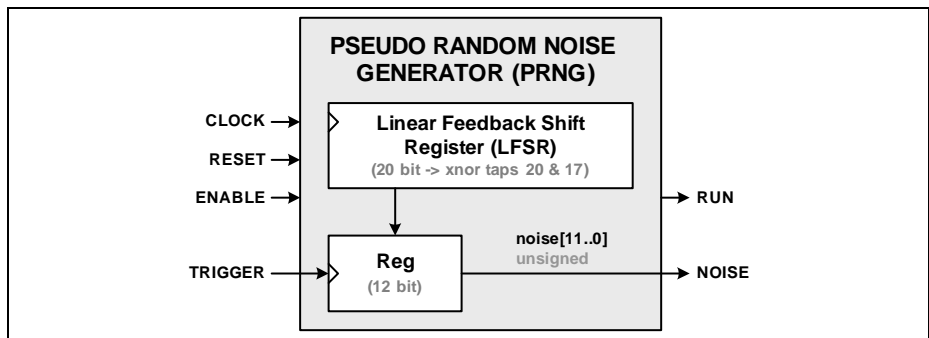 PSEUDO RANDOM NOISE
GENERATOR (PRNG)
CLOCK
Linear Feedback Shift
Register (LFSR)
(20 bit -> xnor taps 20 & 17)
RESET
ENABLE
RUN
noise[11..0]
unsigned
TRIGGER
Reg
(12 bit)
NOISE